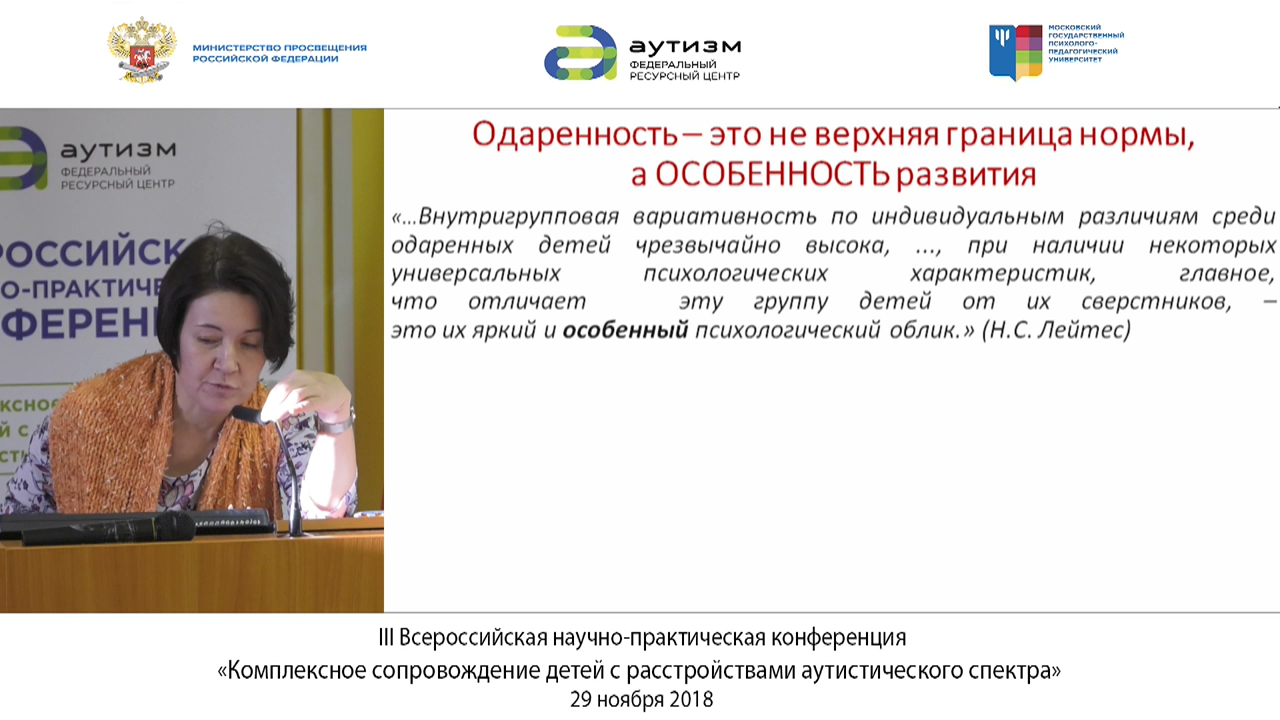 МИНИСТЕРСТВО ПРОСВЕЩЕНИЯ
РОССИЙСКОЙ ФЕДЕРАЦИИ
аутизм
ФЕДЕРАЛЬНЫЙ
РЕСУРСНЫЙ ЦЕНТР
МОСКОВСКИЙ
ГОСУДАРСТВЕННЫЙ
ПСИХОЛОГО-
ПЕДАГОГИЧЕСКИЙ
УНИВЕРСИТЕТ
аутизм
ФЕДЕРАЛЬНЫЙ
РЕСУРСНЫЙ ЦЕНТР
РОССИЙСК
О-ПРАКТИЧЕ
ФЕРЕН
Одаренность – это не верхняя граница нормы,
а ОСОБЕННОСТЬ развития
«...Внутригрупповая вариативность по индивидуальным различиям среди
одаренных детей чрезвычайно высока, ..., при наличии некоторых
универсальных психологических характеристик, главное,
что отличает эту группу детей от их сверстников, –
это их яркий и особенный психологический облик.» (Н.С. Лейтес)
III Всероссийская научно-практическая конференция
«Комплексное сопровождение детей с расстройствами аутистического спектра»
29 ноября 2018